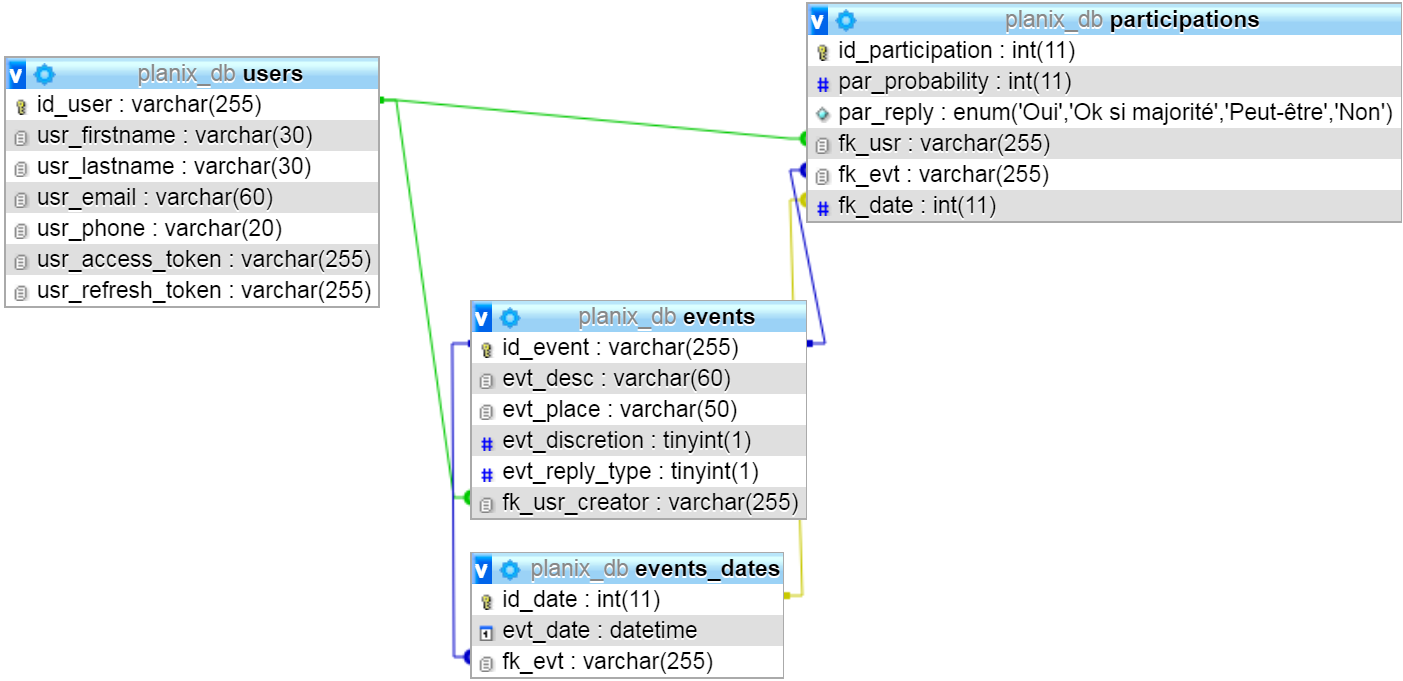 v planix_db users
id_user : varchar(255)
usr_firstname : varchar(30)
usr_lastname : varchar(30)
usr_email : varchar(60)
usr_phone : varchar(20)
usr_access_token : varchar(255)
usr_refresh_token : varchar(255)
v planix_db participations
id_participation : int(11)
# par_probability : int(11)
par_reply : enum('Oui','Ok si majorité','Peut-être','Non')
fk_usr : varchar(255)
fk_evt : varchar(255)
# fk_date : int(11)
v planix_db events
id_event : varchar(255)
evt_desc : varchar(60)
evt_place : varchar(50)
# evt_discretion : tinyint(1)
# evt_reply_type : tinyint(1)
fk_usr_creator : varchar(255)
v planix_db events_dates
id_date : int(11)
evt_date : datetime
fk_evt : varchar(255)